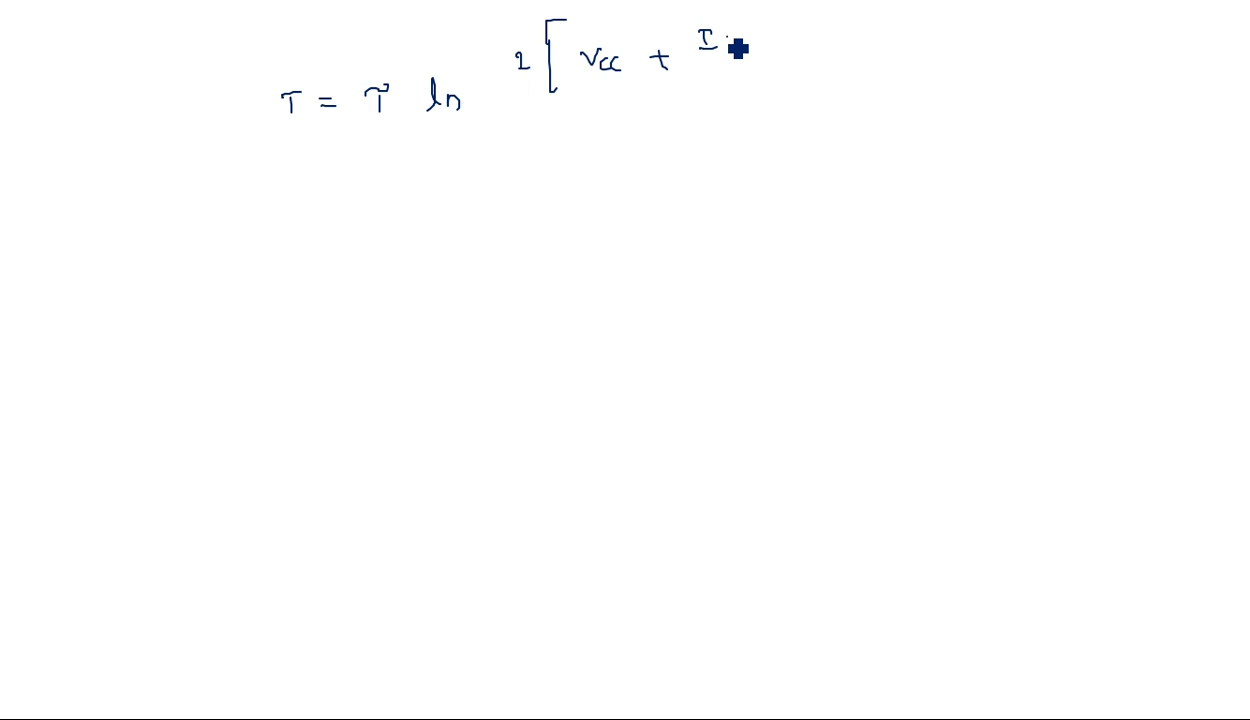 T = τ ln 2 [ Vcc + I